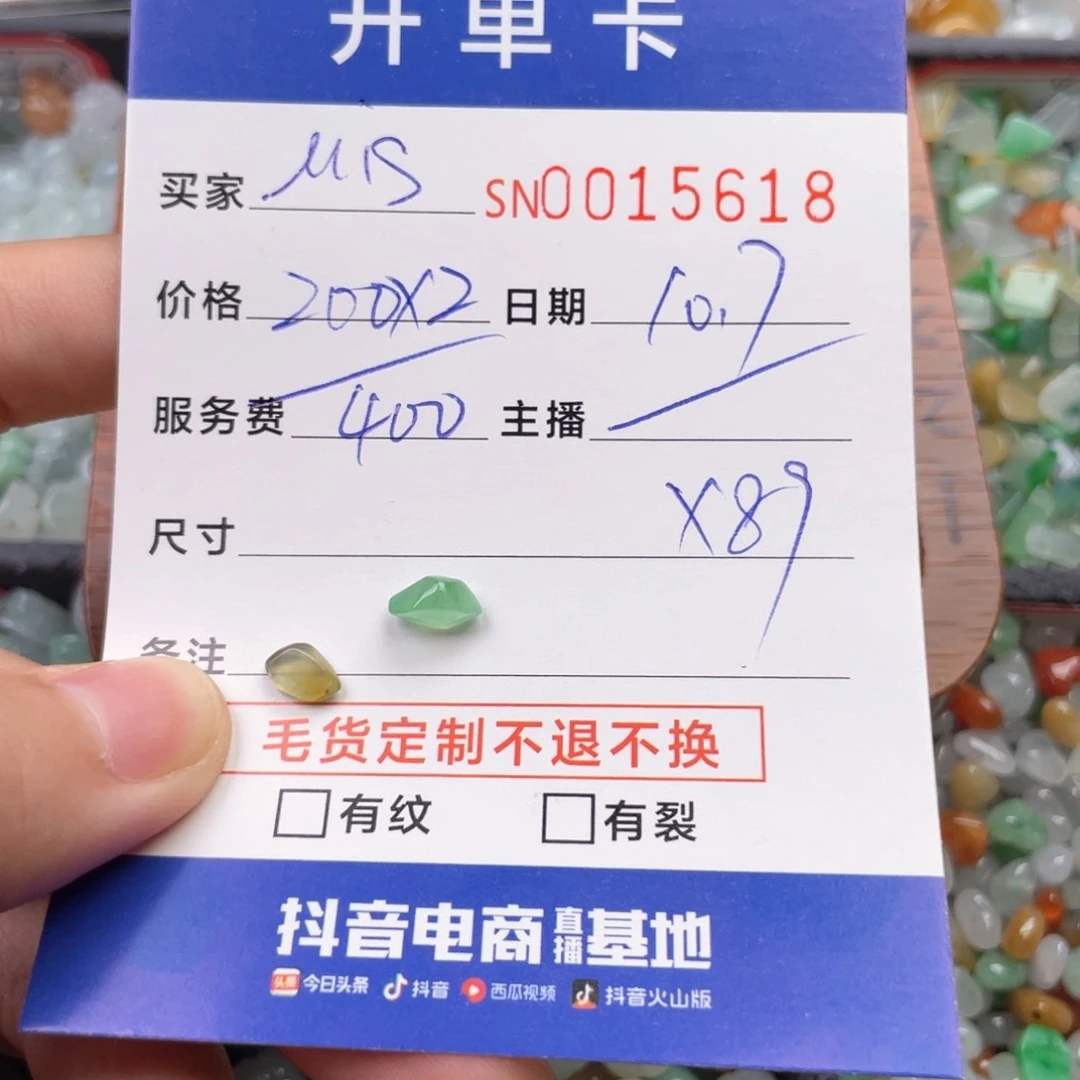 开单卡
买家 MB SN0015618
价格 200X2 日期 10.7
服务费 400 主播
X89
尺寸
备注
毛货定制不退不换
有纹 有裂
抖音电商直播基地
头条 今日头条 抖音 西瓜视频 抖音火山版